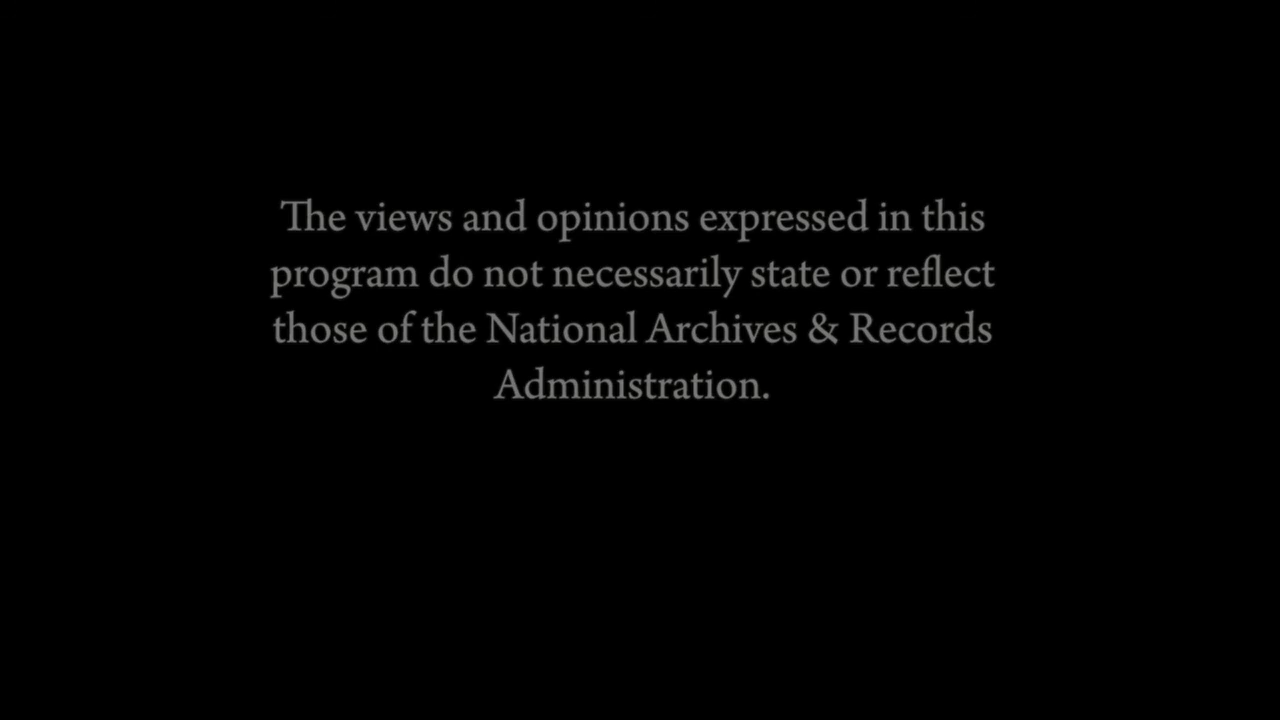 The views and opinions expressed in this
program do not necessarily state or reflect
those of the National Archives & Records
Administration.